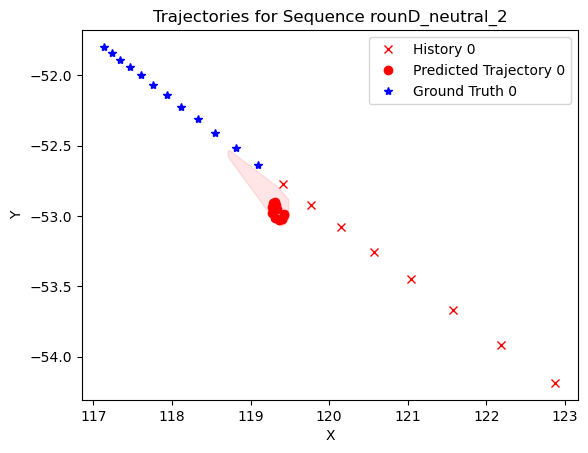 Trajectories for Sequence rounD_neutral_2
History 0
Predicted Trajectory 0
Ground Truth 0
−52.0
−52.5
−53.0
−53.5
−54.0
Y
117 118 119 120 121 122 123
X